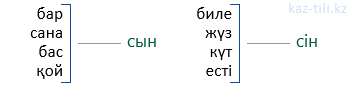 kaz-tili.kz
бар
сана
бас
қой
сын
биле
жүз
күт
есті
сін